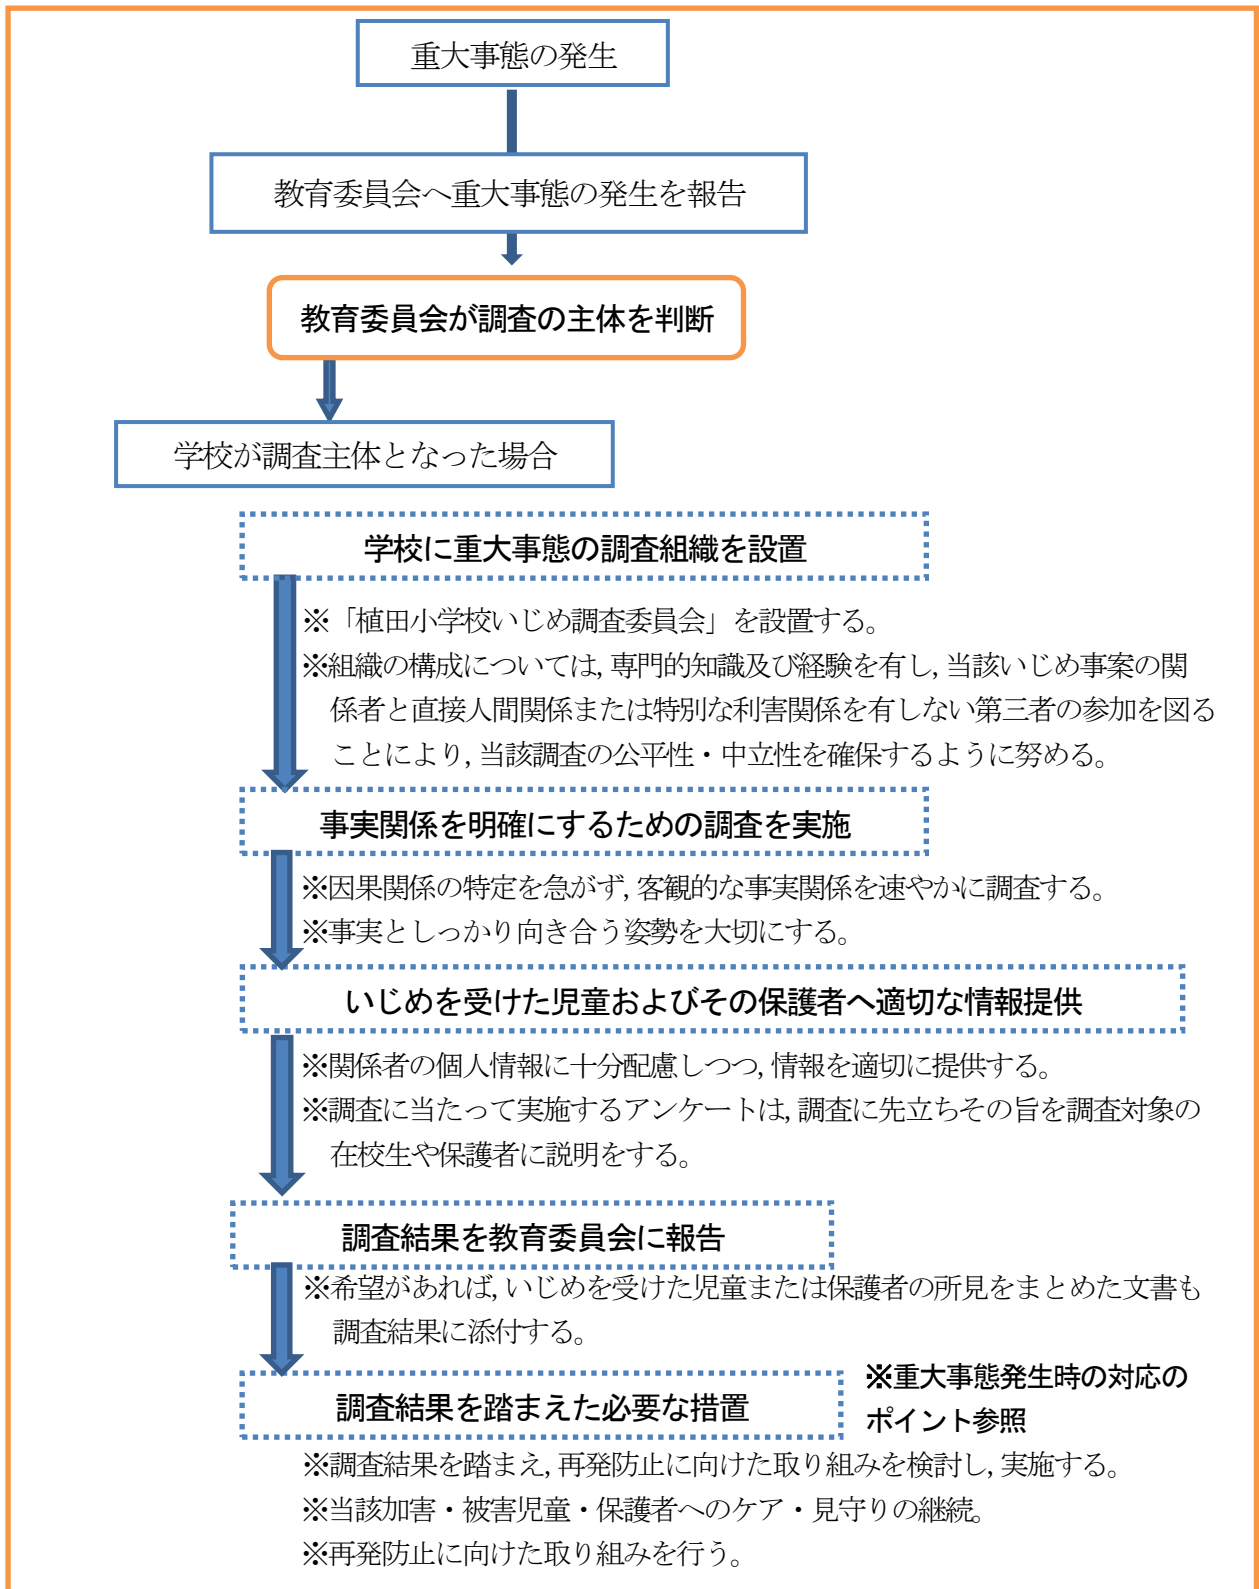 重大事態の発生
教育委員会へ重大事態の発生を報告
教育委員会が調査の主体を判断
学校が調査主体となった場合
学校に重大事態の調査組織を設置
※「植田小学校いじめ調査委員会」を設置する。
※組織の構成については,専門的知識及び経験を有し,当該いじめ事案の関
係者と直接人間関係または特別な利害関係を有しない第三者の参加を図る
ことにより,当該調査の公平性・中立性を確保するように努める。
事実関係を明確にするための調査を実施
※因果関係の特定を急がず,客観的な事実関係を速やかに調査する。
※事実としっかり向き合う姿勢を大切にする。
いじめを受けた児童およびその保護者へ適切な情報提供
※関係者の個人情報に十分配慮しつつ,情報を適切に提供する。
※調査に当たって実施するアンケートは,調査に先立ちその旨を調査対象の
在校生や保護者に説明をする。
調査結果を教育委員会に報告
※希望があれば,いじめを受けた児童または保護者の所見をまとめた文書も
調査結果に添付する。
調査結果を踏まえた必要な措置
※重大事態発生時の対応の
ポイント参照
※調査結果を踏まえ,再発防止に向けた取り組みを検討し,実施する。
※当該加害・被害児童・保護者へのケア・見守りの継続。
※再発防止に向けた取り組みを行う。